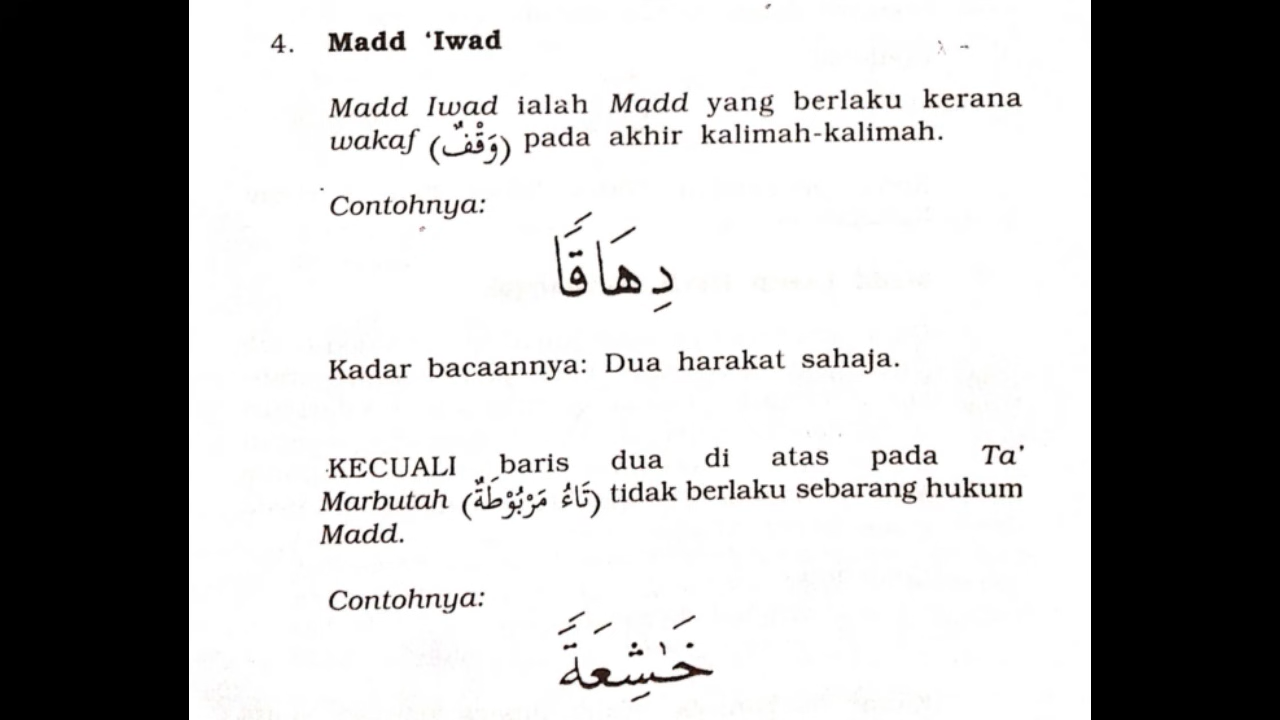 4. Madd ‘Iwad
Madd Iwad ialah Madd yang berlaku kerana
wakaf (وَقْفٌ) pada akhir kalimah-kalimah.
Contohnya:
دِهَاقًا
Kadar bacaannya: Dua harakat sahaja.
KECUALI baris dua di atas pada Ta’
Marbutah (تَاءُ مَرْبُوْطَةٌ) tidak berlaku sebarang hukum
Madd.
Contohnya:
خَـٰشِعَةً